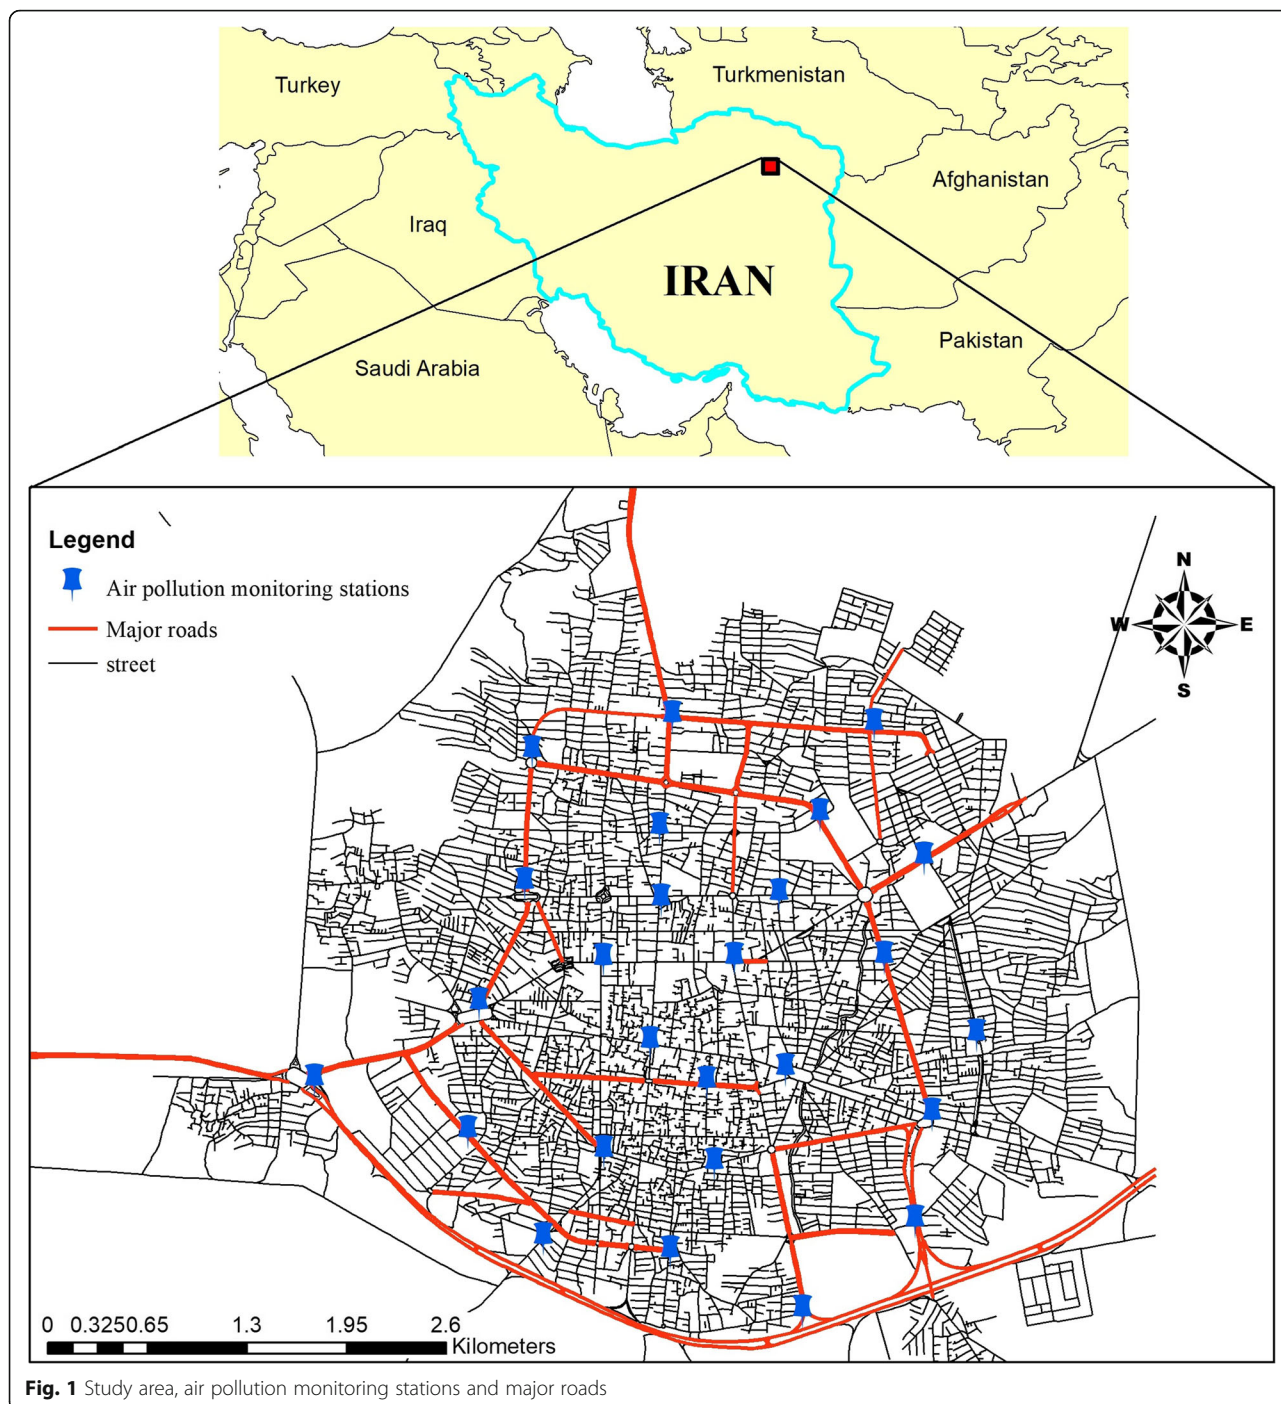 Turkey
Turkmenistan
Afghanistan
Iraq
IRAN
Pakistan
Saudi Arabia
Legend
Air pollution monitoring stations
Major roads
street
N
W E
S
0 0.3250.65 1.3 1.95 2.6
Kilometers
Fig. 1 Study area, air pollution monitoring stations and major roads